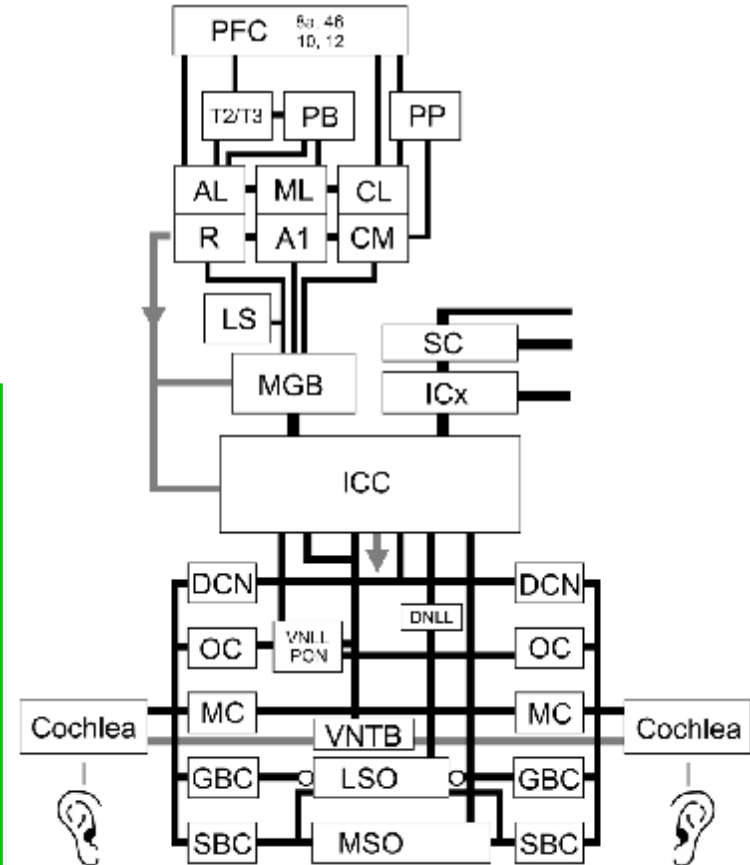 PFC 8a, 46
10, 12
T2/T3 PB PP
AL ML CL
R A1 CM
LS
SC
MGB
ICx
ICC
DCN DCN
DNLL
VNLL
OC PON OC
MC MC
Cochlea Cochlea
VNTB
GBC LSO GBC
SBC MSO SBC